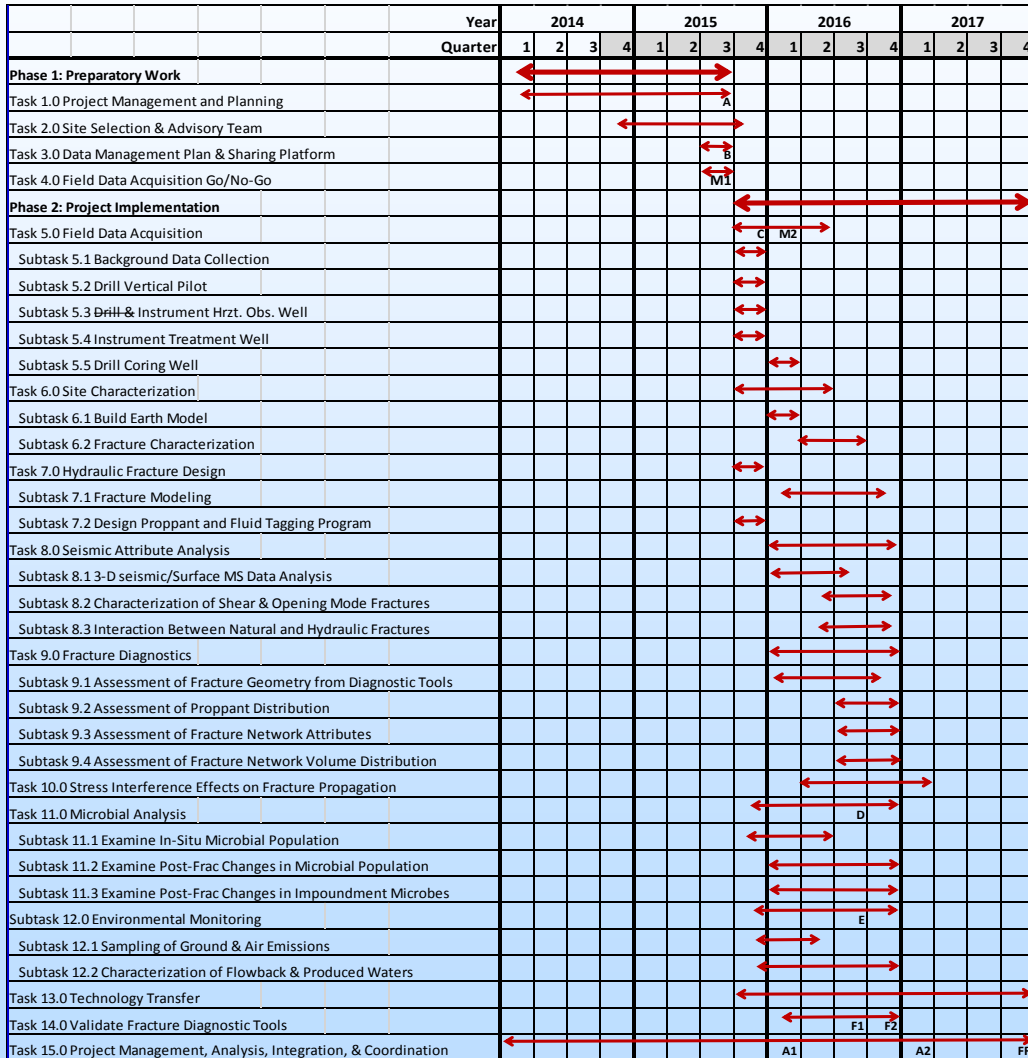 Year 2014 2015 2016 2017
Quarter 1 2 3 4 1 2 3 4 1 2 3 4 1 2 3 4
Phase 1: Preparatory Work
Task 1.0 Project Management and Planning A
Task 2.0 Site Selection & Advisory Team
Task 3.0 Data Management Plan & Sharing Platform B
Task 4.0 Field Data Acquisition Go/No-Go M1
Phase 2: Project Implementation
Task 5.0 Field Data Acquisition C M2
Subtask 5.1 Background Data Collection
Subtask 5.2 Drill Vertical Pilot
Subtask 5.3 Drill & Instrument Hrzt. Obs. Well
Subtask 5.4 Instrument Treatment Well
Subtask 5.5 Drill Coring Well
Task 6.0 Site Characterization
Subtask 6.1 Build Earth Model
Subtask 6.2 Fracture Characterization
Task 7.0 Hydraulic Fracture Design
Subtask 7.1 Fracture Modeling
Subtask 7.2 Design Proppant and Fluid Tagging Program
Task 8.0 Seismic Attribute Analysis
Subtask 8.1 3-D seismic/Surface MS Data Analysis
Subtask 8.2 Characterization of Shear & Opening Mode Fractures
Subtask 8.3 Interaction Between Natural and Hydraulic Fractures
Task 9.0 Fracture Diagnostics
Subtask 9.1 Assessment of Fracture Geometry from Diagnostic Tools
Subtask 9.2 Assessment of Proppant Distribution
Subtask 9.3 Assessment of Fracture Network Attributes
Subtask 9.4 Assessment of Fracture Network Volume Distribution
Task 10.0 Stress Interference Effects on Fracture Propagation
Task 11.0 Microbial Analysis D
Subtask 11.1 Examine In-Situ Microbial Population
Subtask 11.2 Examine Post-Frac Changes in Microbial Population
Subtask 11.3 Examine Post-Frac Changes in Impoundment Microbes
Subtask 12.0 Environmental Monitoring E
Subtask 12.1 Sampling of Ground & Air Emissions
Subtask 12.2 Characterization of Flowback & Produced Waters
Task 13.0 Technology Transfer
Task 14.0 Validate Fracture Diagnostic Tools F1 F2
Task 15.0 Project Management, Analysis, Integration, & Coordination A1 A2